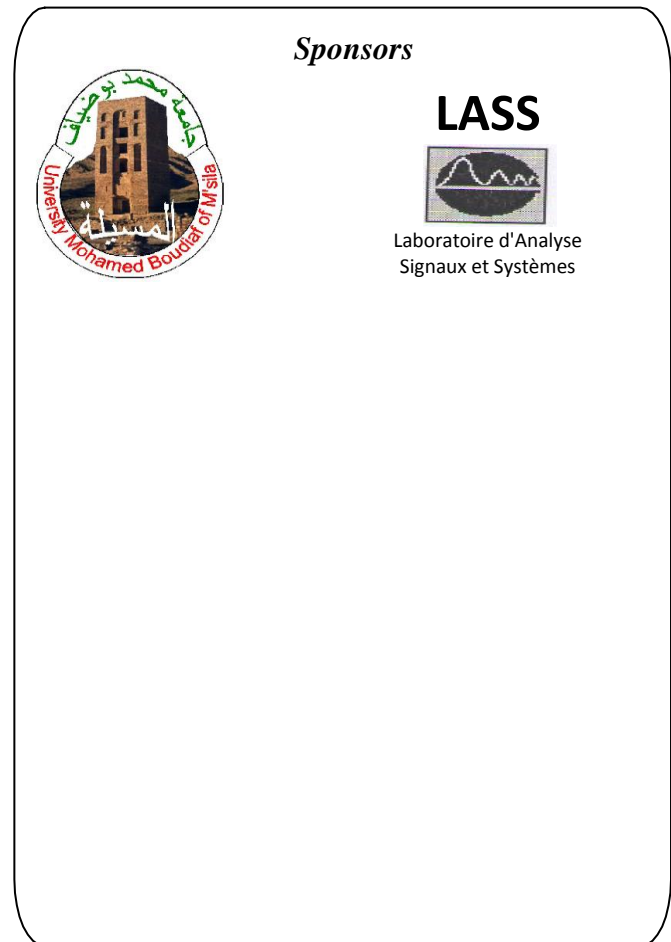 Sponsors
جامعة محمد بوضياف
المسيلة
University Mohamed Boudiaf of M'sila
LASS
Laboratoire d'Analyse
Signaux et Systèmes